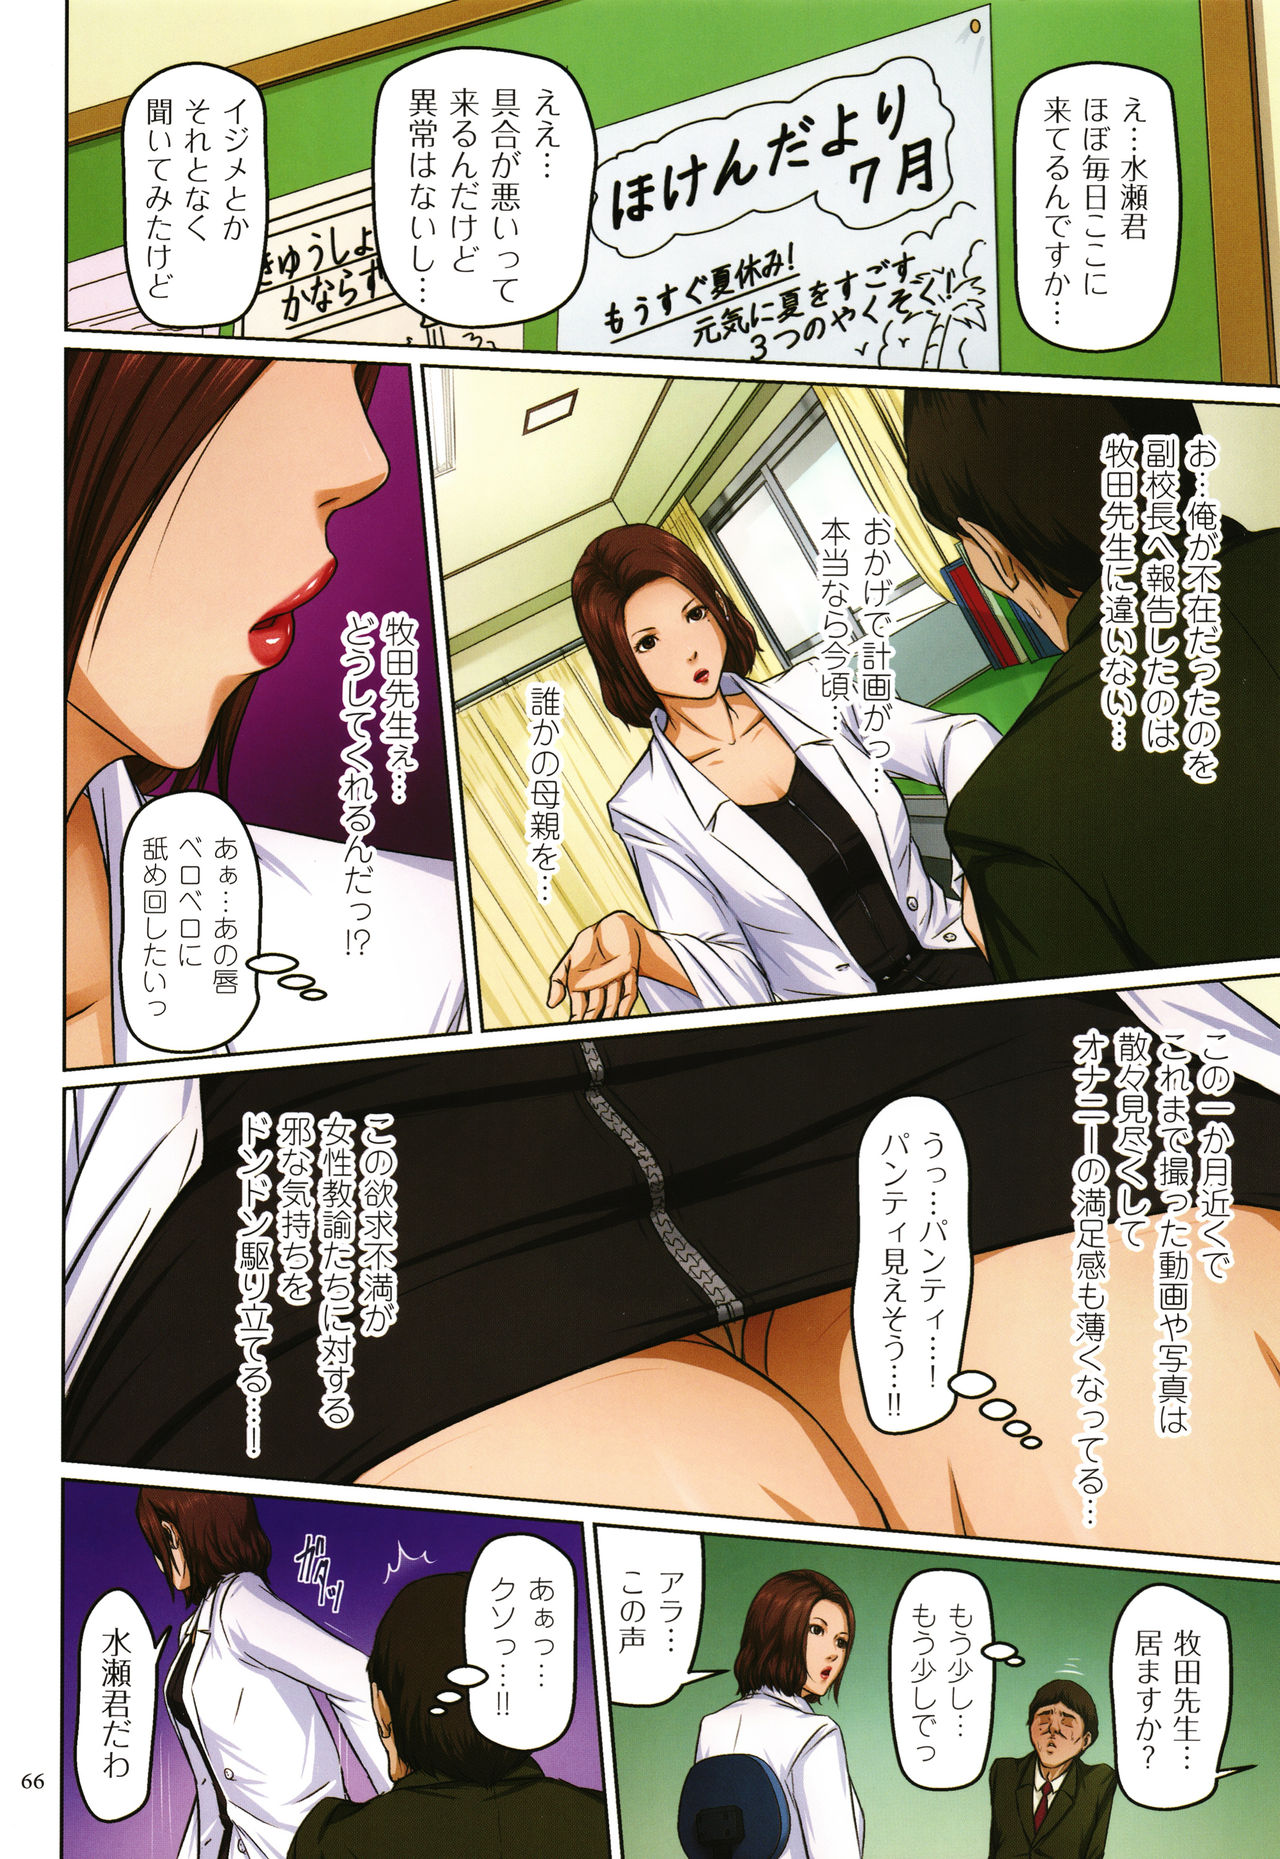 え…水瀬君
ほぼ毎日ここに
来てるんですか…
ほけんだより
7月
もうすぐ夏休み!
元気に夏をすごす
3つのやくそく!
ええ…
具合が悪いって
来るんだけど
異常はないし…
きゅうしょ
かならず
イジメとか
それとなく
聞いてみたけど
お…俺が不在だったのを
副校長へ報告したのは
牧田先生に違いない…
おかげで計画がっ…
本当なら今頃…
誰かの母親を…
牧田先生ぇ…
どうしてくれるんだっ!?
あぁ…あの唇
ベロベロに
舐め回したいっ
この一か月近くで
これまで撮った動画や写真は
散々見尽くして
オナニーの満足感も薄くなってる…
うっ…パンティ…!
パンティ見えそう…!!
この欲求不満が
女性教諭たちに対する
邪な気持ちを
ドンドン駆り立てる…!
牧田先生…
居ますか?
もう少し…
もう少しでっ
アラ…
この声
あぁっ…
クソっ…!!
ガタッ
水瀬君だわ
66